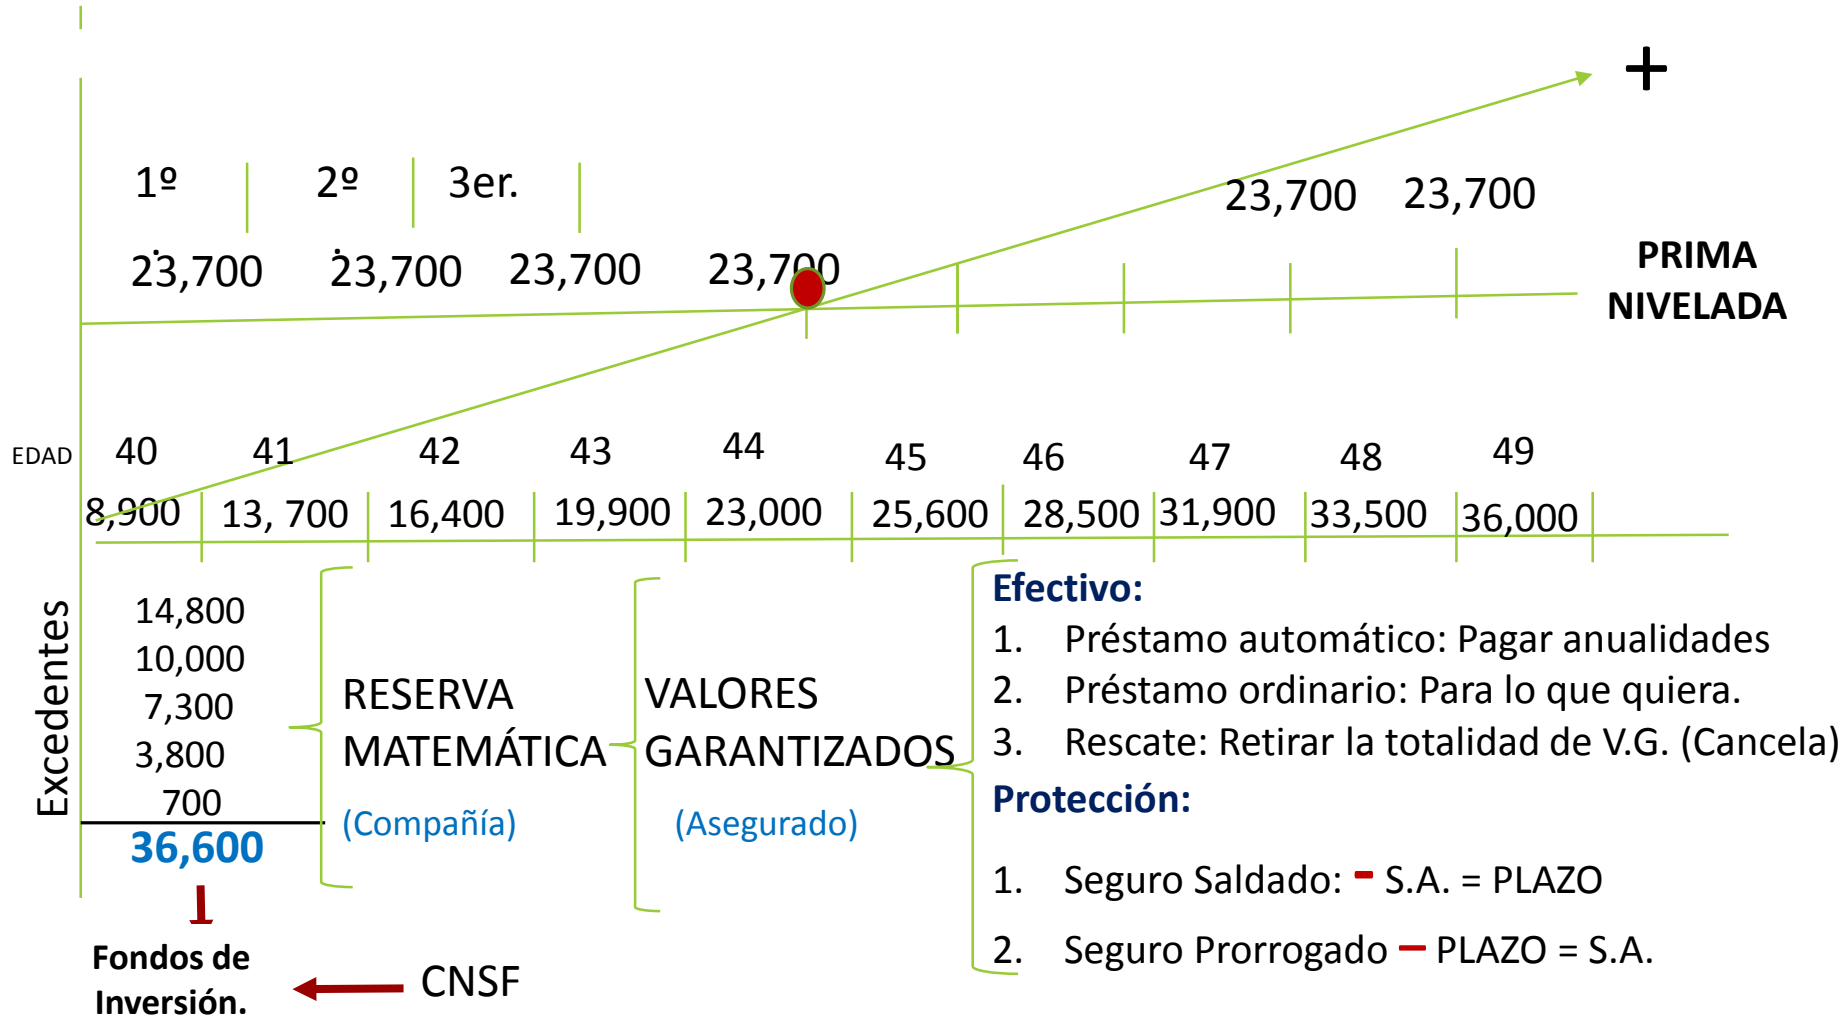 +
1º 2º 3er.
23,700 23,700
23,700 23,700 23,700 23,700
PRIMA
NIVELADA
EDAD 40 41 42 43 44 45 46 47 48 49
8,900 13, 700 16,400 19,900 23,000 25,600 28,500 31,900 33,500 36,000
Excedentes
14,800
10,000
7,300
3,800
700
36,600
Fondos de
Inversión.
CNSF
RESERVA
MATEMÁTICA
(Compañía)
VALORES
GARANTIZADOS
(Asegurado)
Efectivo:
1. Préstamo automático: Pagar anualidades
2. Préstamo ordinario: Para lo que quiera.
3. Rescate: Retirar la totalidad de V.G. (Cancela)
Protección:
1. Seguro Saldado: - S.A. = PLAZO
2. Seguro Prorrogado – PLAZO = S.A.